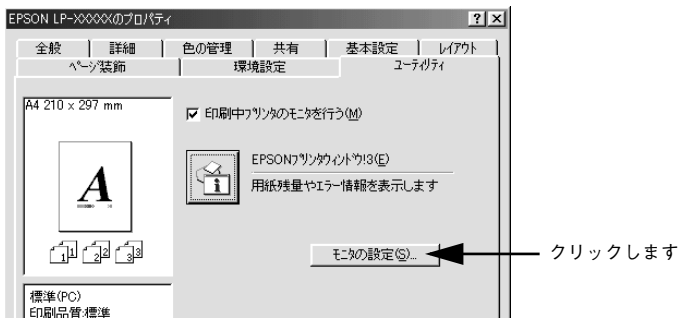 EPSON LP-XXXXXのプロパティ
全般 詳細 色の管理 共有 基本設定 レイアウト
ページ装飾 環境設定 ユーティリティ
A4 210 x 297 mm
印刷中プリンタのモニタを行う(M)
EPSONプリンタウィンドウ!3(E)
用紙残量やエラー情報を表示します
A
1 1 2 2 3 3
モニタの設定(S)...
クリックします
標準(PC)
印刷品質:標準